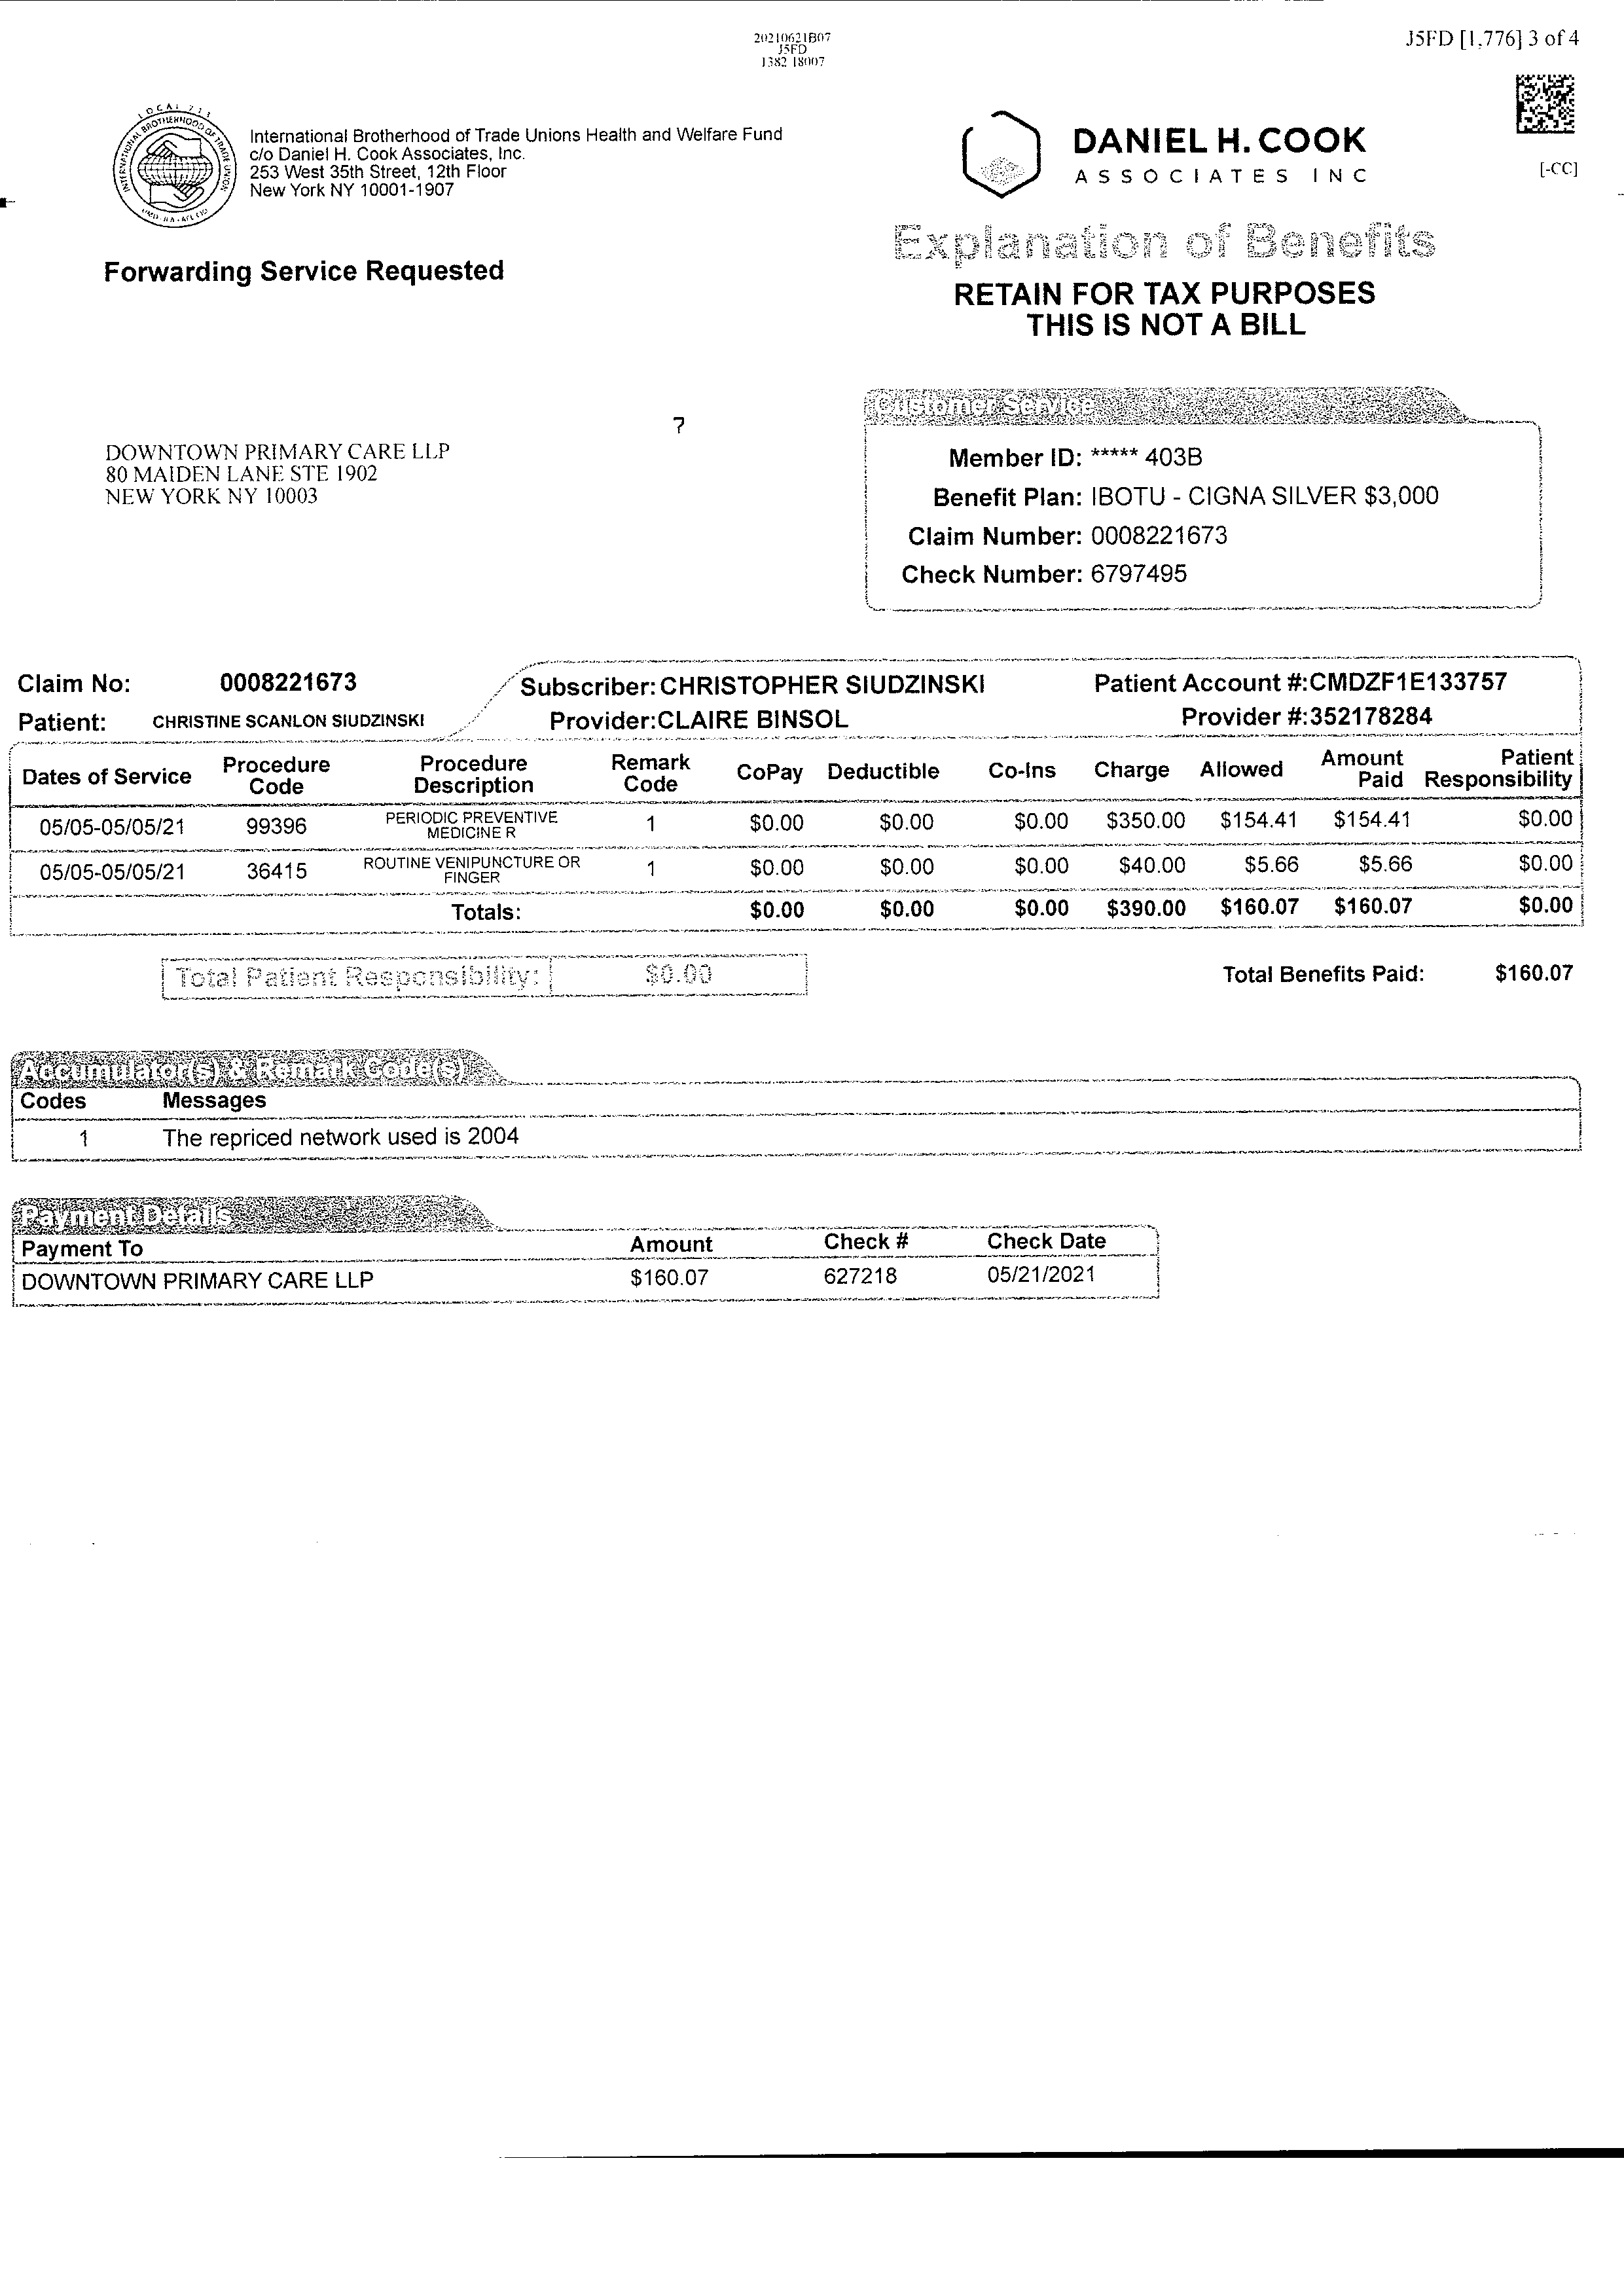 20210621B07
J5FD
1382 18007
J5FD [1,776] 3 of 4
[-CC]
LOCAL 713
INTERNATIONAL BROTHERHOOD OF TRADE UNIONS
International Brotherhood of Trade Unions Health and Welfare Fund
c/o Daniel H. Cook Associates, Inc.
253 West 35th Street, 12th Floor
New York NY 10001-1907
DANIEL H. COOK
ASSOCIATES INC
Explanation of Benefits
Forwarding Service Requested
RETAIN FOR TAX PURPOSES
THIS IS NOT A BILL
7
DOWNTOWN PRIMARY CARE LLP
80 MAIDEN LANE STE 1902
NEW YORK NY 10003
Customer Service
Member ID: ***** 403B
Benefit Plan: IBOTU - CIGNA SILVER $3,000
Claim Number: 0008221673
Check Number: 6797495
Claim No: 0008221673 Subscriber: CHRISTOPHER SIUDZINSKI Patient Account #:CMDZF1E133757
Patient: CHRISTINE SCANLON SIUDZINSKI Provider:CLAIRE BINSOL Provider #:352178284
Dates of Service Procedure Code Procedure Description Remark Code CoPay Deductible Co-Ins Charge Allowed Amount Paid Patient Responsibility
05/05-05/05/21 99396 PERIODIC PREVENTIVE MEDICINE R 1 $0.00 $0.00 $0.00 $350.00 $154.41 $154.41 $0.00
05/05-05/05/21 36415 ROUTINE VENIPUNCTURE OR FINGER 1 $0.00 $0.00 $0.00 $40.00 $5.66 $5.66 $0.00
Totals: $0.00 $0.00 $0.00 $390.00 $160.07 $160.07 $0.00
Total Patient Responsibility: $0.00 Total Benefits Paid: $160.07
Accumulator(s) & Remark Code(s)
Codes Messages
1 The repriced network used is 2004
Payment Details
Payment To Amount Check # Check Date
DOWNTOWN PRIMARY CARE LLP $160.07 627218 05/21/2021